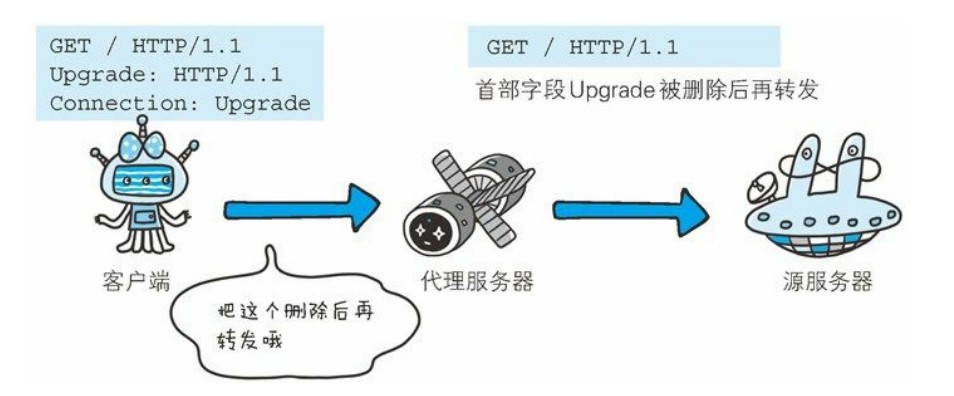 GET / HTTP/1.1
Upgrade: HTTP/1.1
Connection: Upgrade
GET / HTTP/1.1
首部字段Upgrade被删除后再转发
客户端
代理服务器
源服务器
把这个删除后再
转发哦